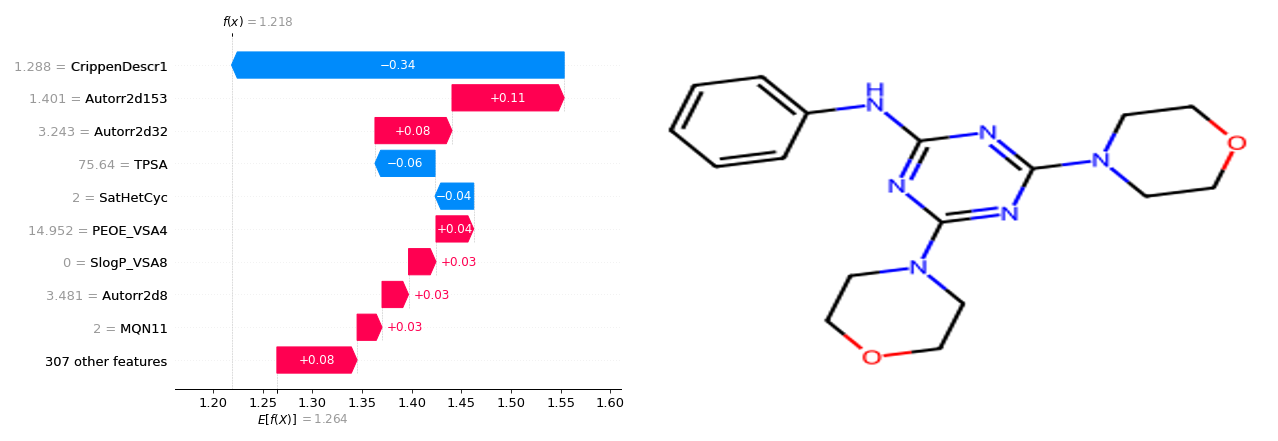 f(x) = 1.218
1.288 = CrippenDescr1
−0.34
1.401 = Autorr2d153
+0.11
3.243 = Autorr2d32
+0.08
75.64 = TPSA
−0.06
2 = SatHetCyc
−0.04
14.952 = PEOE_VSA4
+0.04
0 = SlogP_VSA8
+0.03
3.481 = Autorr2d8
+0.03
2 = MQN11
+0.03
307 other features
+0.08
1.20 1.25 1.30 1.35 1.40 1.45 1.50 1.55 1.60
E[f(X)] = 1.264
H
N
N
N
O
N
N
N
O